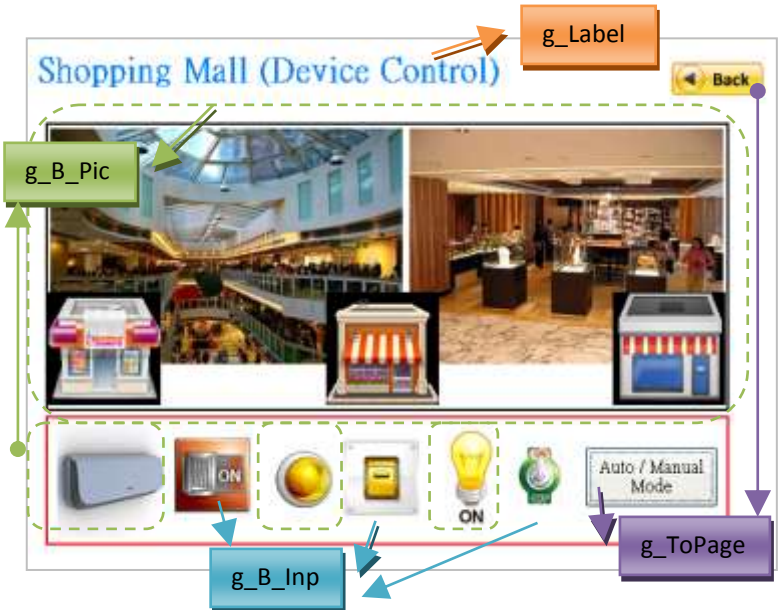 g_Label
Shopping Mall (Device Control)
Back
g_B_Pic
ON
ON
Auto / Manual
Mode
g_ToPage
g_B_Inp